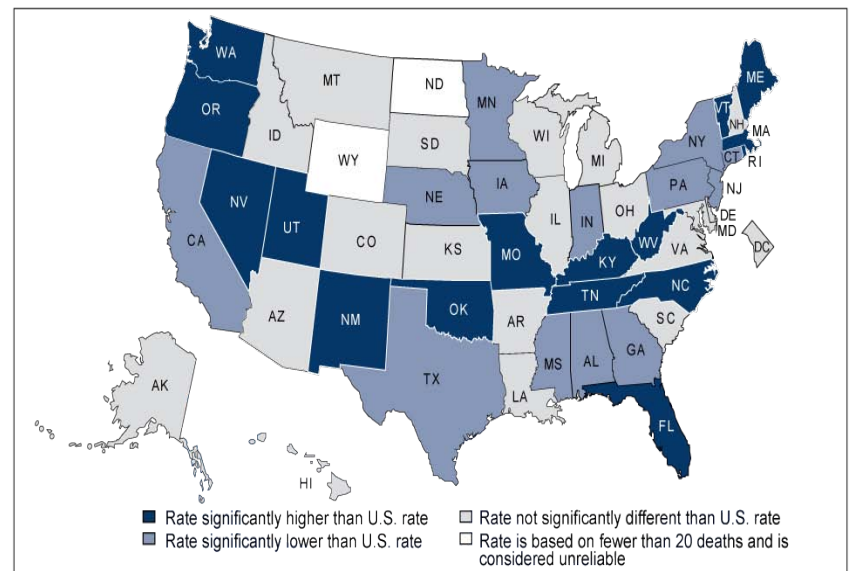 WA
ME
MT
ND
VT
MN
OR
NH
MA
ID
WI
NY
SD
MI
CT
RI
WY
PA
IA
NJ
NE
NV
OH
IN
DE
IL
UT
MD
CA
CO
WV
VA
DC
KS
MO
KY
NC
TN
OK
AZ
NM
AR
SC
GA
MS
AL
TX
AK
LA
FL
HI
Rate significantly higher than U.S. rate
Rate significantly lower than U.S. rate
Rate not significantly different than U.S. rate
Rate is based on fewer than 20 deaths and is
considered unreliable